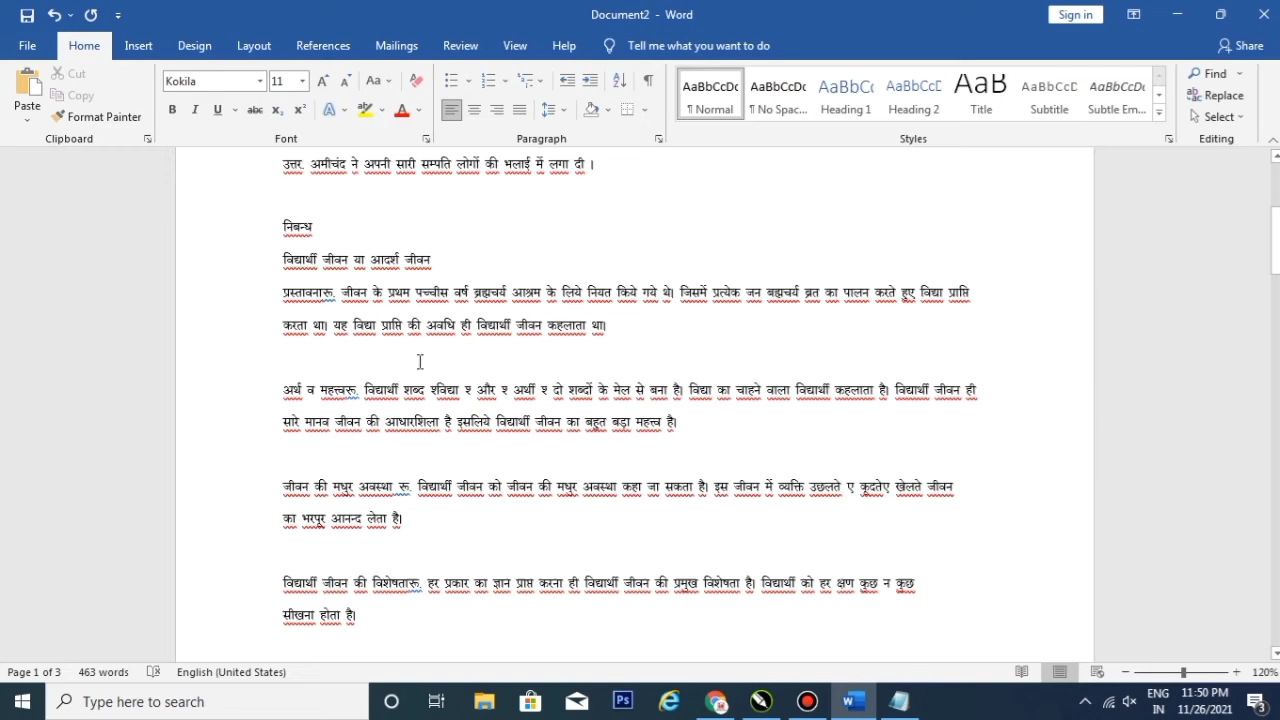 Document2 - Word
Sign in
File Home Insert Design Layout References Mailings Review View Help Tell me what you want to do Share
Paste Cut Copy Format Painter Clipboard
Kokila 11 Font
Paragraph
AaBbCcDc AaBbCcDc AaBbC AaBbCcD AaB AaBbCcD AaBbCcDc
¶ Normal ¶ No Spac... Heading 1 Heading 2 Title Subtitle Subtle Em...
Styles
Find Replace Select Editing
उत्तर. अमीचंद ने अपनी सारी सम्पति लोगों की भलाई में लगा दी ।
निबन्ध
विद्यार्थी जीवन या आदर्श जीवन
प्रस्तावनारू. जीवन के प्रथम पच्चीस वर्ष ब्रह्मचर्य आश्रम के लिये नियत किये गये थे। जिसमें प्रत्येक जन बह्मचर्य व्रत का पालन करते हुए विद्या प्राप्ति
करता था। यह विद्या प्राप्ति की अवधि ही विद्यार्थी जीवन कहलाता था।
अर्थ व महत्त्वरू. विद्यार्थी शब्द श्विद्या श् और श् अर्थी श् दो शब्दों के मेल से बना है। विद्या का चाहने वाला विद्यार्थी कहलाता है। विद्यार्थी जीवन ही
सारे मानव जीवन की आधारशिला है इसलिये विद्यार्थी जीवन का बहुत बड़ा महत्त्व है।
जीवन की मधुर अवस्था रू. विद्यार्थी जीवन को जीवन की मधुर अवस्था कहा जा सकता है। इस जीवन में व्यक्ति उछलते ए कूदतेए खेलते जीवन
का भरपूर आनन्द लेता है।
विद्यार्थी जीवन की विशेषतारू. हर प्रकार का ज्ञान प्राप्त करना ही विद्यार्थी जीवन की प्रमुख विशेषता है। विद्यार्थी को हर क्षण कुछ न कुछ
सीखना होता है।
Page 1 of 3 463 words English (United States) 120%
Type here to search
ENG 11:50 PM
IN 11/26/2021
3